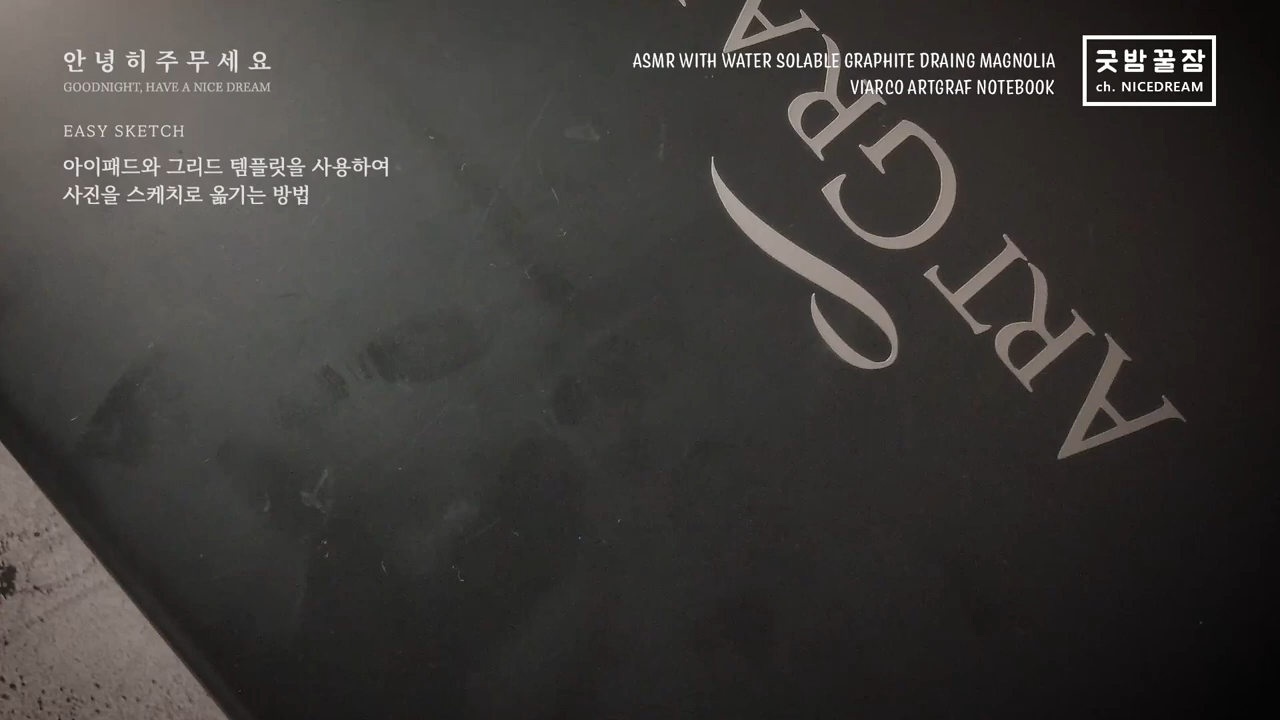 안녕히주무세요
GOODNIGHT, HAVE A NICE DREAM
EASY SKETCH
아이패드와 그리드 템플릿을 사용하여
사진을 스케치로 옮기는 방법
ASMR WITH WATER SOLABLE GRAPHITE DRAING MAGNOLIA
VIARCO ARTGRAF NOTEBOOK
굿밤꿀잠
ch. NICEDREAM
ARTGRA